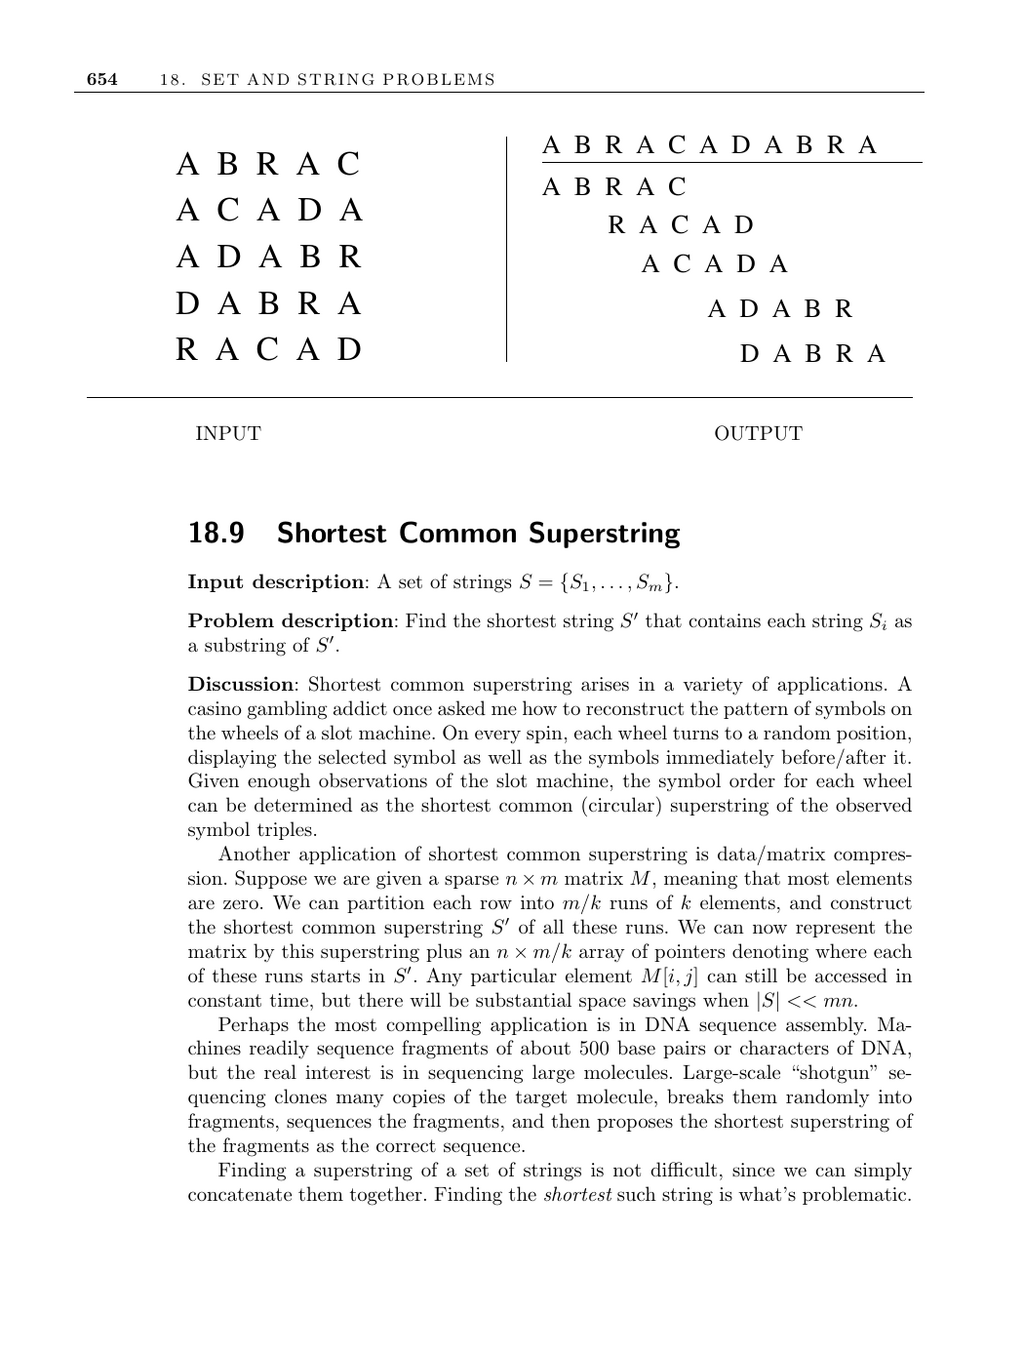 654 18. SET AND STRING PROBLEMS
A B R A C
A C A D A
A D A B R
D A B R A
R A C A D
A B R A C A D A B R A
A B R A C
R A C A D
A C A D A
A D A B R
D A B R A
INPUT
OUTPUT
18.9 Shortest Common Superstring
Input description: A set of strings S = {S₁, . . . , Sₘ}.
Problem description: Find the shortest string S′ that contains each string Sᵢ as
a substring of S′.
Discussion: Shortest common superstring arises in a variety of applications. A
casino gambling addict once asked me how to reconstruct the pattern of symbols on
the wheels of a slot machine. On every spin, each wheel turns to a random position,
displaying the selected symbol as well as the symbols immediately before/after it.
Given enough observations of the slot machine, the symbol order for each wheel
can be determined as the shortest common (circular) superstring of the observed
symbol triples.
Another application of shortest common superstring is data/matrix compres-
sion. Suppose we are given a sparse n × m matrix M, meaning that most elements
are zero. We can partition each row into m/k runs of k elements, and construct
the shortest common superstring S′ of all these runs. We can now represent the
matrix by this superstring plus an n × m/k array of pointers denoting where each
of these runs starts in S′. Any particular element M[i, j] can still be accessed in
constant time, but there will be substantial space savings when |S| << mn.
Perhaps the most compelling application is in DNA sequence assembly. Ma-
chines readily sequence fragments of about 500 base pairs or characters of DNA,
but the real interest is in sequencing large molecules. Large-scale “shotgun” se-
quencing clones many copies of the target molecule, breaks them randomly into
fragments, sequences the fragments, and then proposes the shortest superstring of
the fragments as the correct sequence.
Finding a superstring of a set of strings is not difficult, since we can simply
concatenate them together. Finding the shortest such string is what’s problematic.